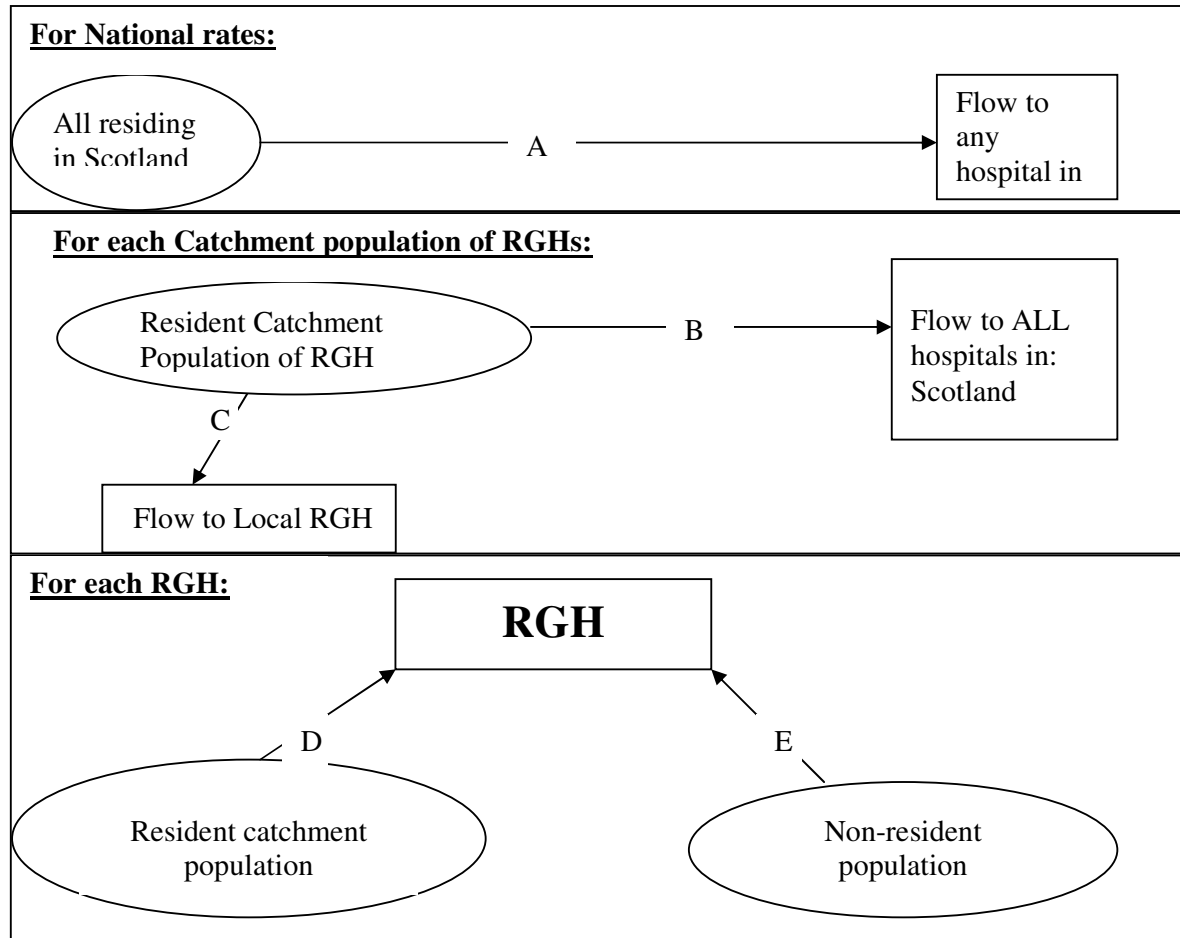 For National rates:
All residing
in Scotland
A
Flow to
any
hospital in
For each Catchment population of RGHs:
Resident Catchment
Population of RGH
B
Flow to ALL
hospitals in:
Scotland
C
Flow to Local RGH
For each RGH:
RGH
D
E
Resident catchment
population
Non-resident
population